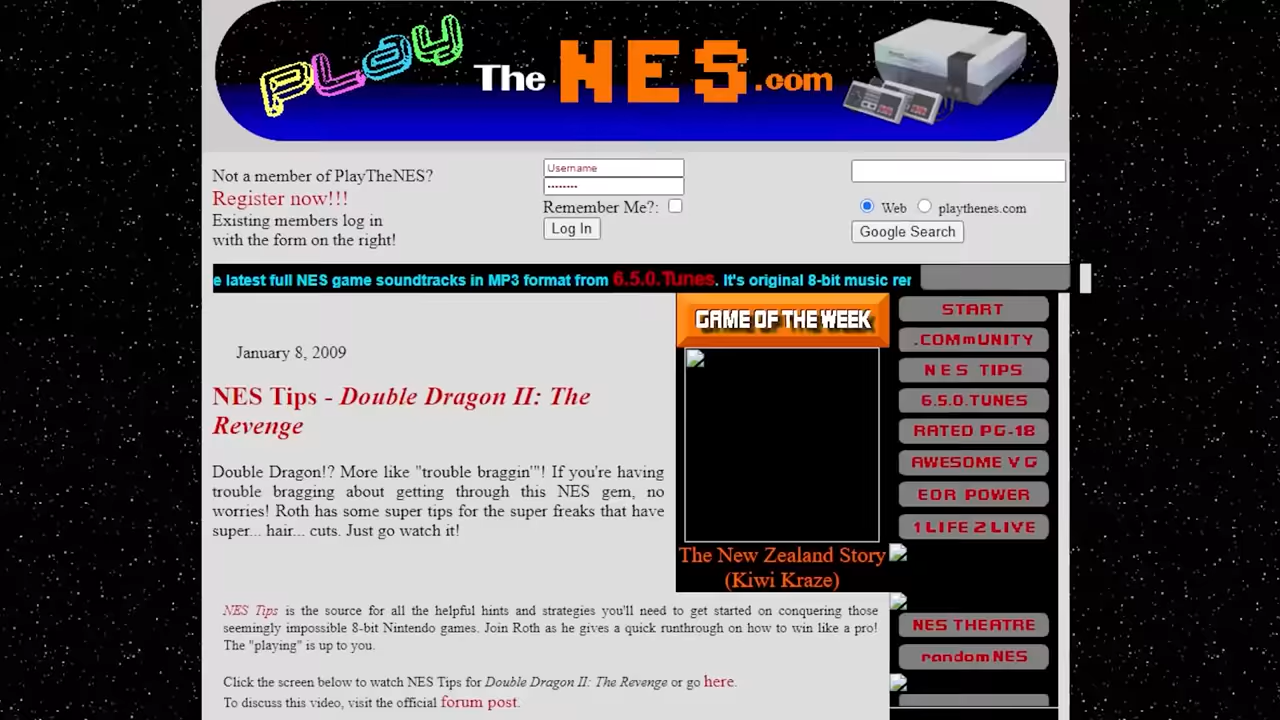 PLay The NES .com
Not a member of PlayTheNES?
Register now!!!
Existing members log in
with the form on the right!
Username
••••••••
Remember Me?:
Log In
Web playthenes.com
Google Search
e latest full NES game soundtracks in MP3 format from 6.5.0.Tunes. It's original 8-bit music rer
January 8, 2009
NES Tips - Double Dragon II: The
Revenge
Double Dragon!? More like "trouble braggin'"! If you're having
trouble bragging about getting through this NES gem, no
worries! Roth has some super tips for the super freaks that have
super... hair... cuts. Just go watch it!
GAME OF THE WEEK
The New Zealand Story
(Kiwi Kraze)
START
.COMmUNITY
NES TIPS
6.5.0.TUNES
RATED PG-18
AWESOME V G
EOR POWER
1 LIFE 2 LIVE
NES THEATRE
randomNES
NES Tips is the source for all the helpful hints and strategies you'll need to get started on conquering those
seemingly impossible 8-bit Nintendo games. Join Roth as he gives a quick runthrough on how to win like a pro!
The "playing" is up to you.
Click the screen below to watch NES Tips for Double Dragon II: The Revenge or go here.
To discuss this video, visit the official forum post.